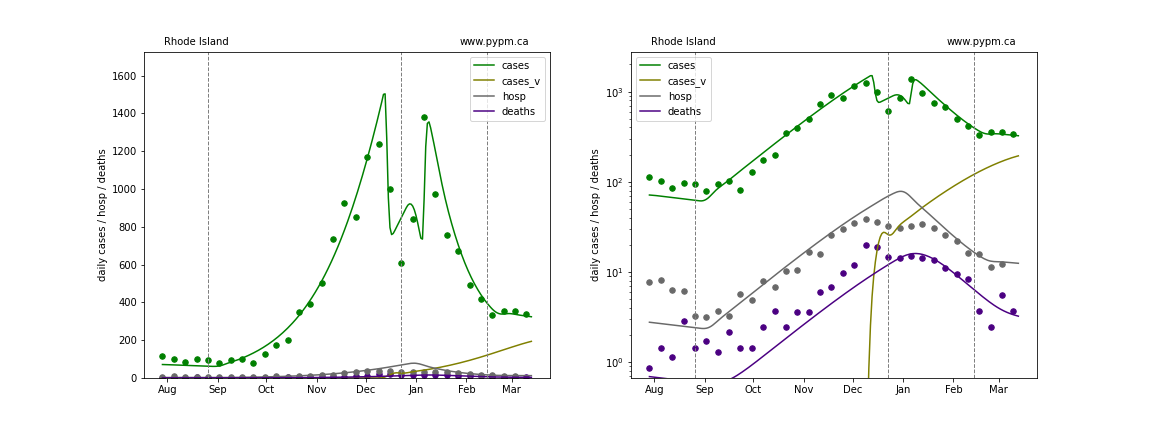 Rhode Island www.pypm.ca
daily cases / hosp / deaths
1600
1400
1200
1000
800
600
400
200
0
cases
cases_v
hosp
deaths
Aug Sep Oct Nov Dec Jan Feb Mar
Rhode Island www.pypm.ca
daily cases / hosp / deaths
10³
10²
10¹
10⁰
cases
cases_v
hosp
deaths
Aug Sep Oct Nov Dec Jan Feb Mar